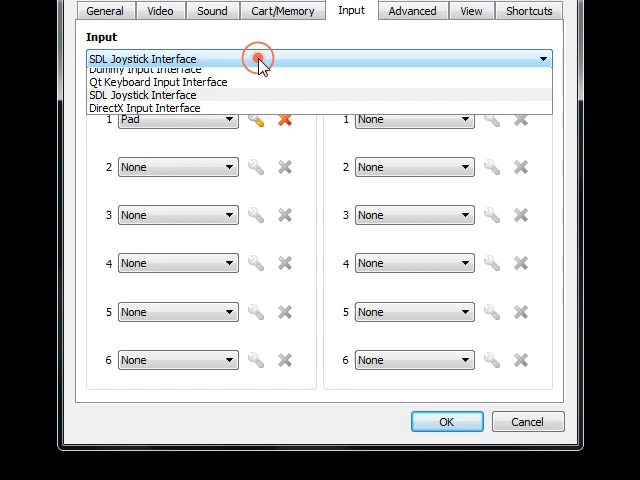 General Video Sound Cart/Memory Input Advanced View Shortcuts
Input
SDL Joystick Interface
Dummy Input Interface
Qt Keyboard Input Interface
SDL Joystick Interface
DirectX Input Interface
1 Pad 1 None
2 None 2 None
3 None 3 None
4 None 4 None
5 None 5 None
6 None 6 None
OK Cancel